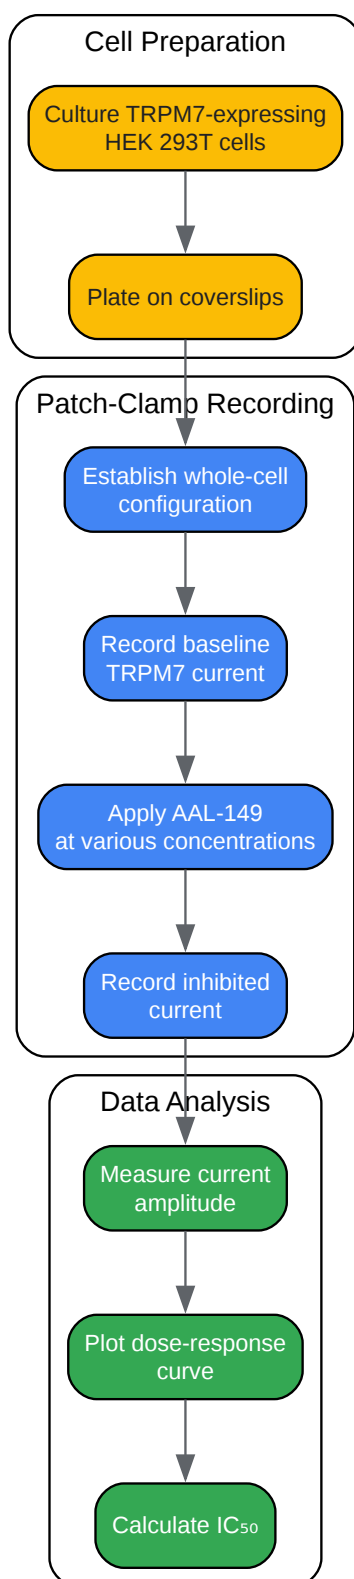 Cell Preparation
Culture TRPM7-expressing
HEK 293T cells
Plate on coverslips
Patch-Clamp Recording
Establish whole-cell
configuration
Record baseline
TRPM7 current
Apply AAL-149
at various concentrations
Record inhibited
current
Data Analysis
Measure current
amplitude
Plot dose-response
curve
Calculate IC₅₀